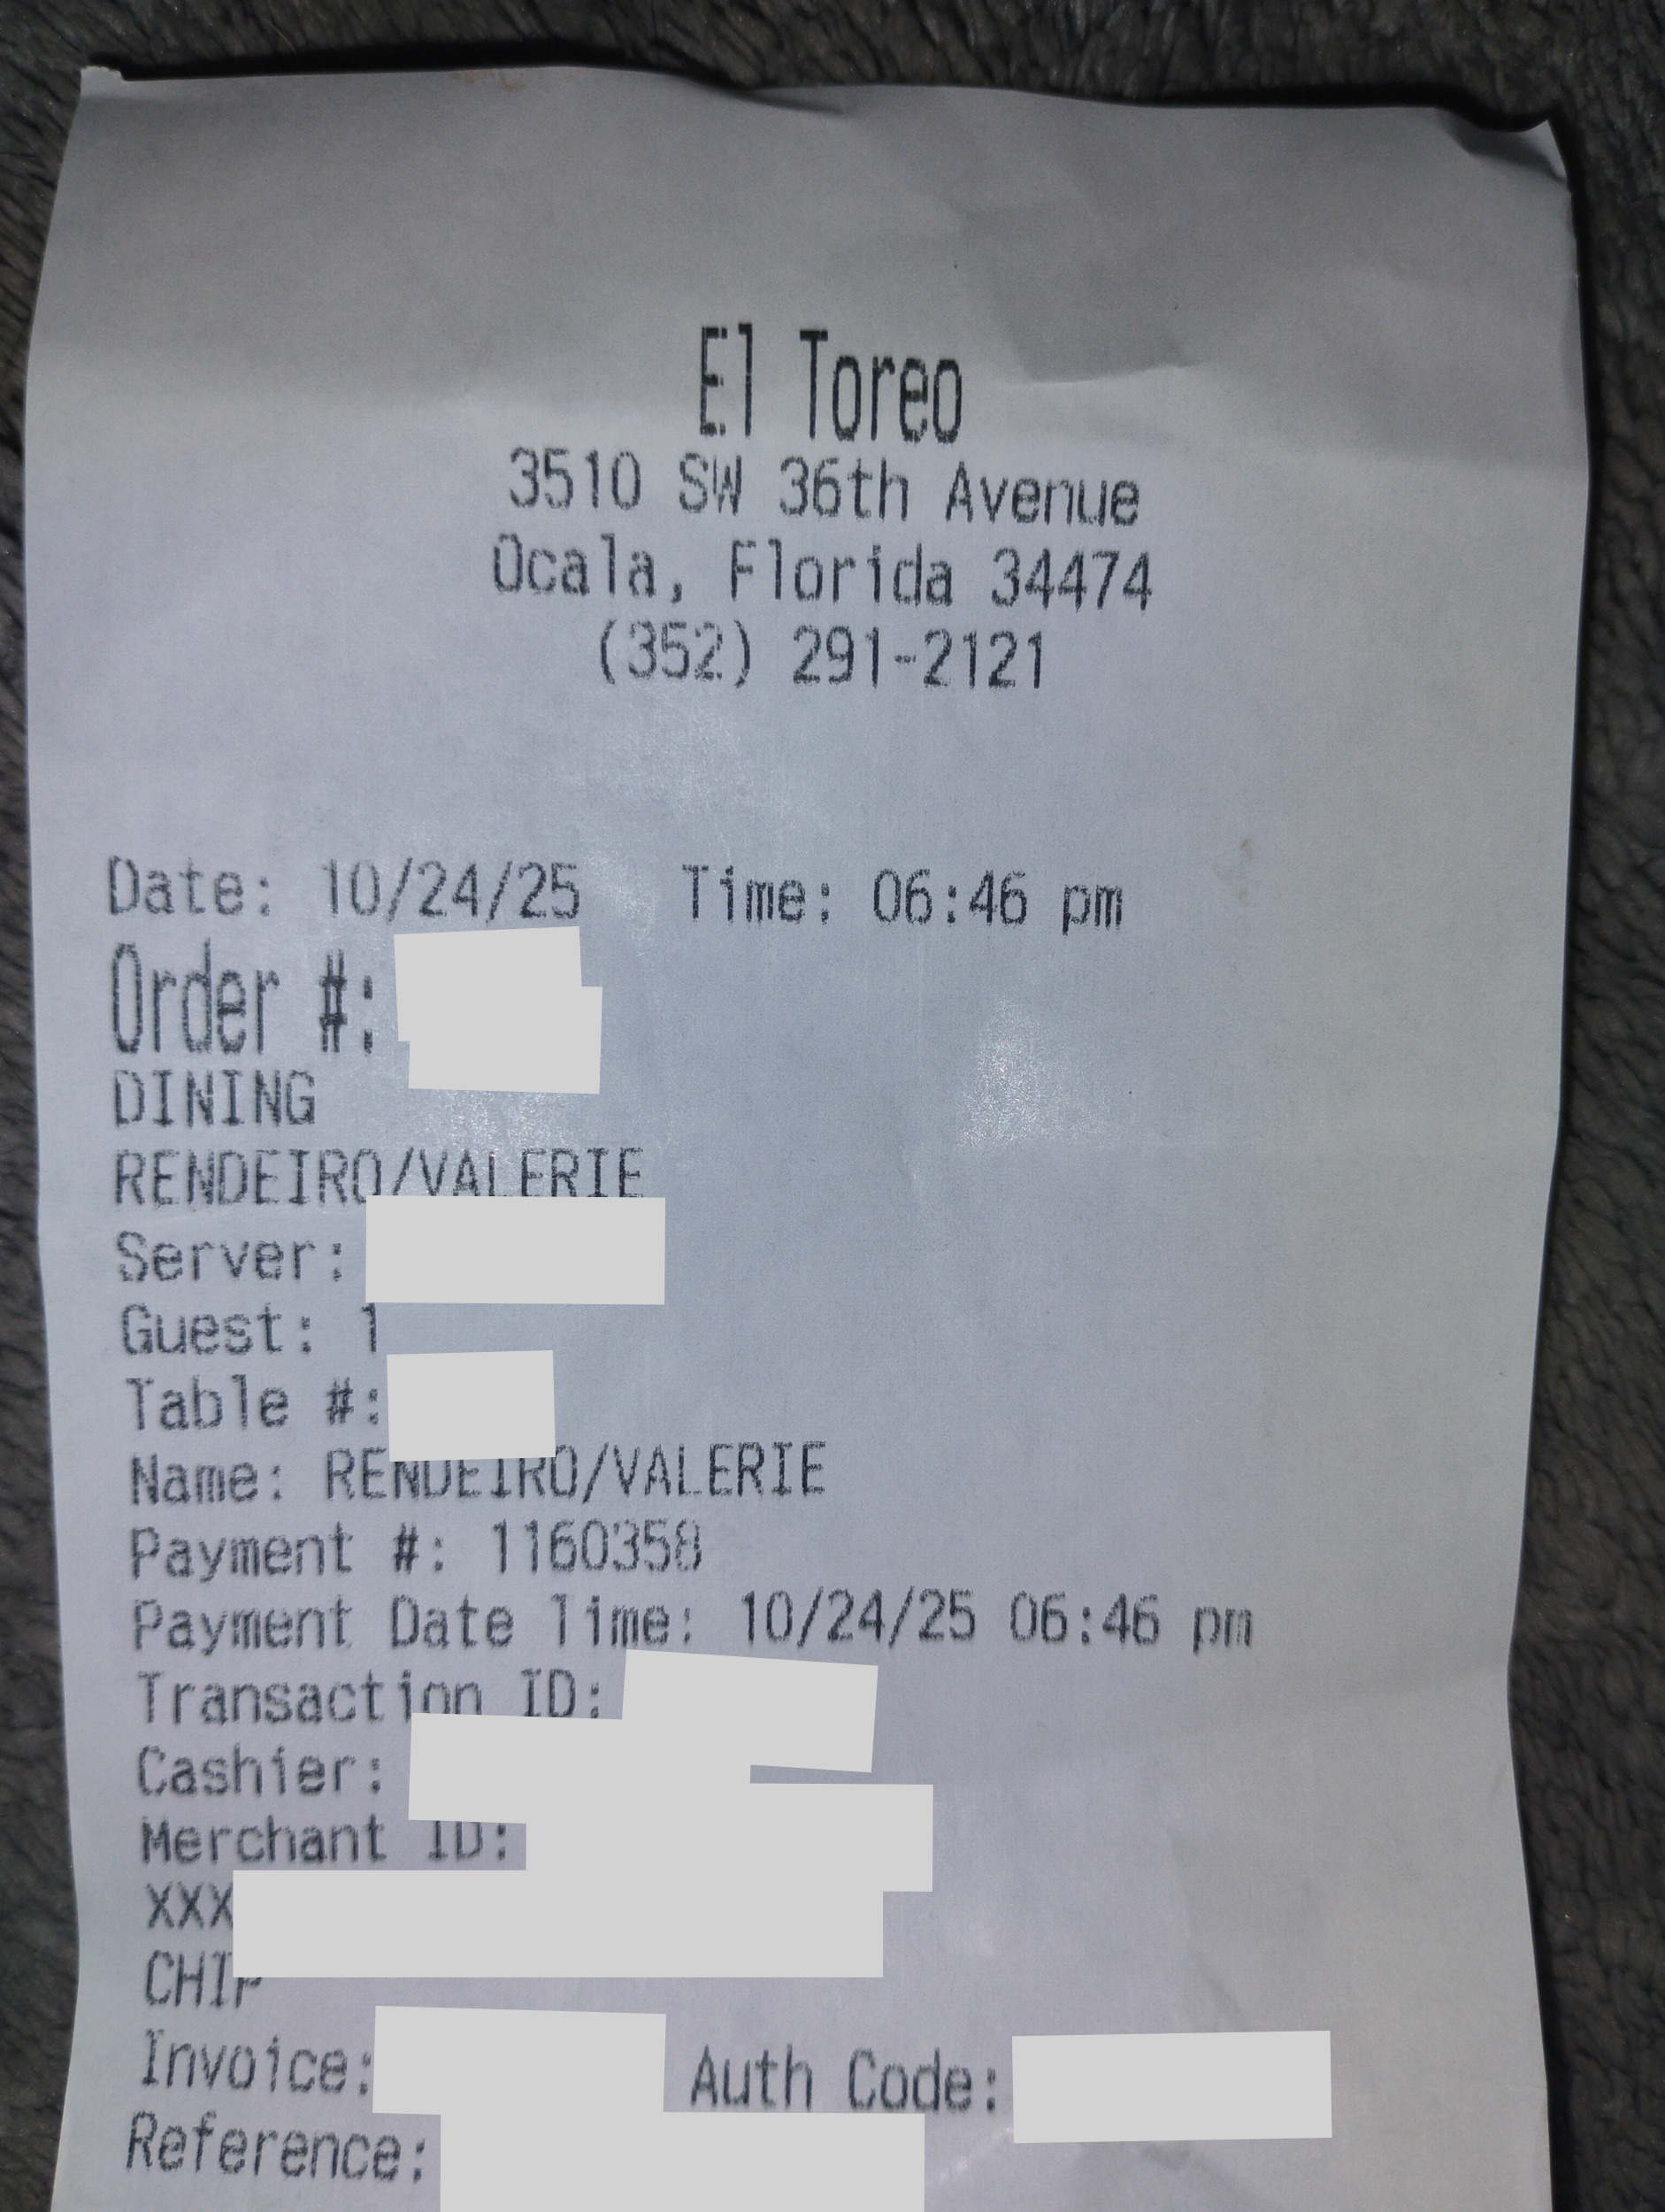 El Toreo
3510 SW 36th Avenue
Ocala, Florida 34474
(352) 291-2121
Date: 10/24/25 Time: 06:46 pm
Order #:
DINING
RENDEIRO/VALERIE
Server:
Guest: 1
Table #:
Name: RENDEIRO/VALERIE
Payment #: 1160358
Payment Date Time: 10/24/25 06:46 pm
Transaction ID:
Cashier:
Merchant ID:
XXX
CHIP
Invoice: Auth Code:
Reference: